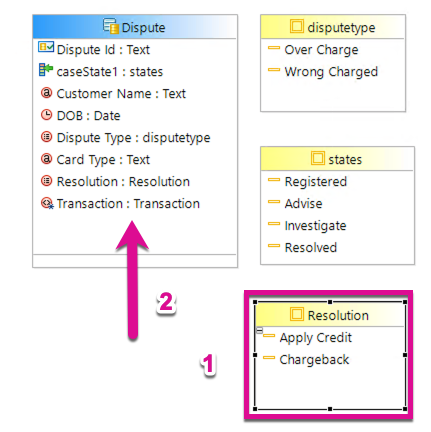 Dispute
Dispute Id : Text
caseState1 : states
Customer Name : Text
DOB : Date
Dispute Type : disputetype
Card Type : Text
Resolution : Resolution
Transaction : Transaction
disputetype
Over Charge
Wrong Charged
states
Registered
Advise
Investigate
Resolved
2
1
Resolution
Apply Credit
Chargeback